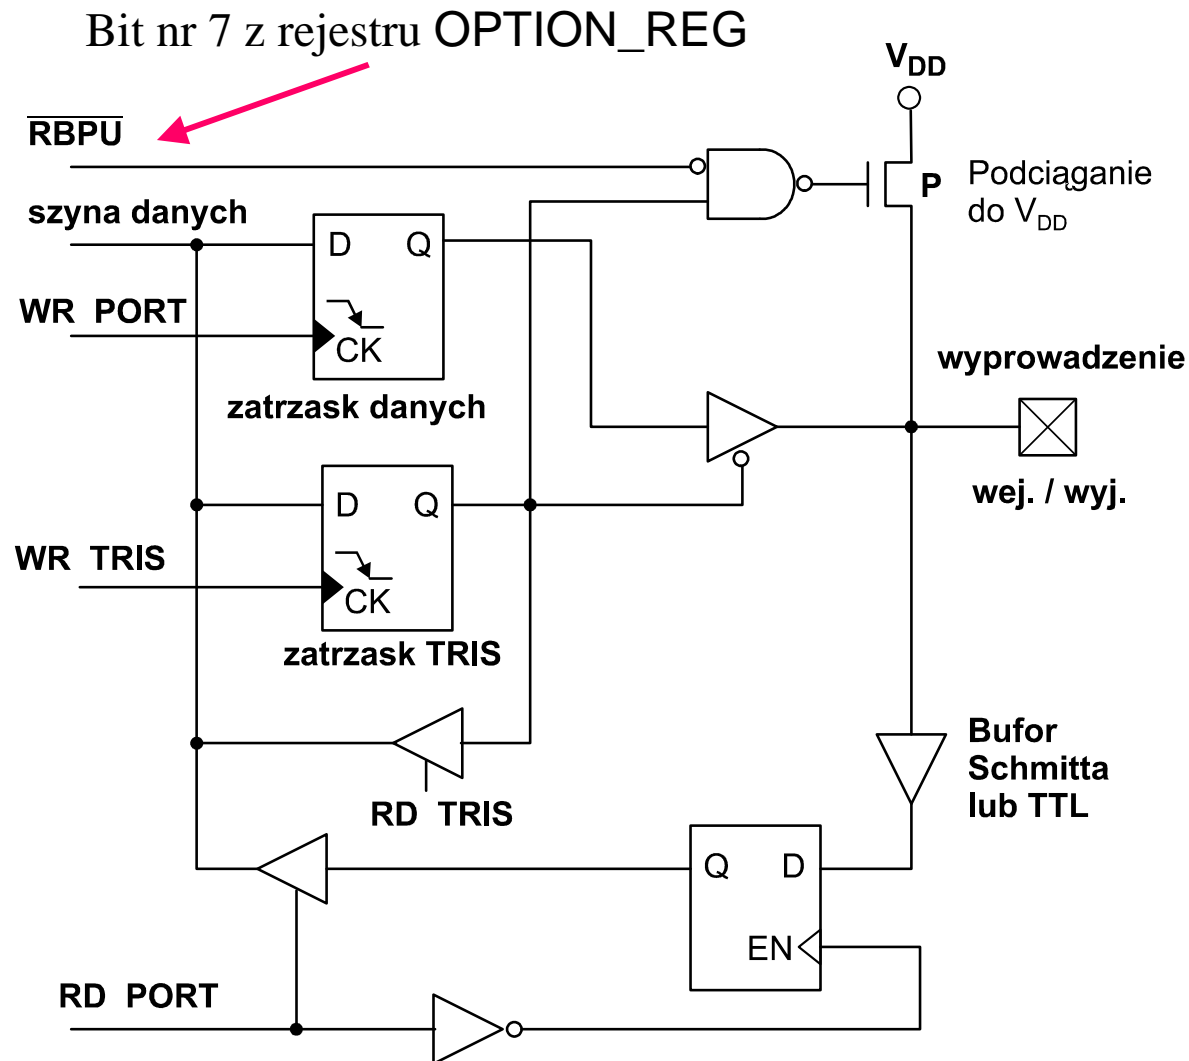 Bit nr 7 z rejestru OPTION_REG
VDD
RBPU
P
Podciąganie
do VDD
szyna danych
D Q
WR PORT
CK
zatrzask danych
wyprowadzenie
wej. / wyj.
D Q
WR TRIS
CK
zatrzask TRIS
RD TRIS
Bufor
Schmitta
lub TTL
Q D
EN
RD PORT